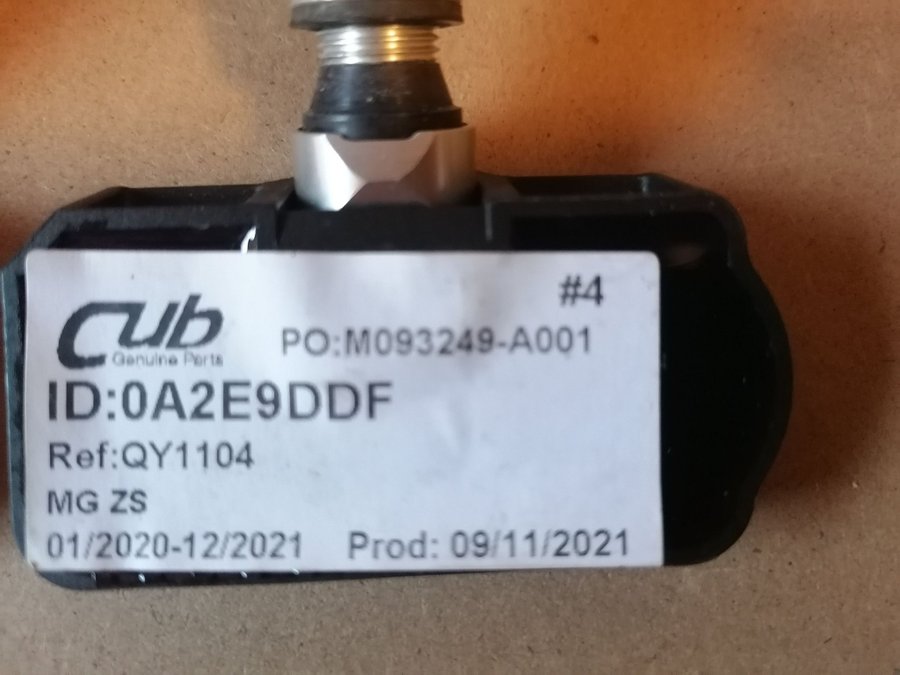 #4
Cub
Genuine Parts
PO:M093249-A001
ID:0A2E9DDF
Ref:QY1104
MG ZS
01/2020-12/2021 Prod: 09/11/2021